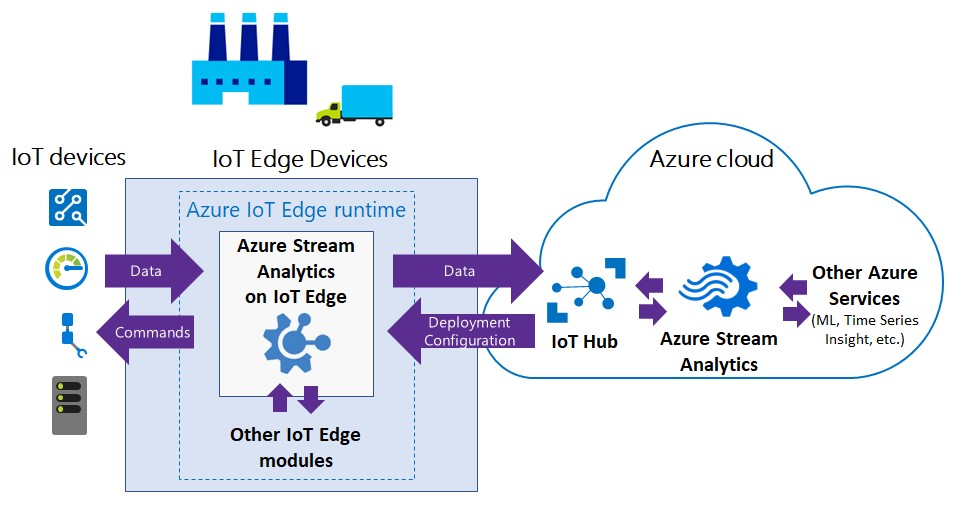 IoT devices
IoT Edge Devices
Azure cloud
Azure IoT Edge runtime
Azure Stream
Analytics
on IoT Edge
Data
Commands
Other IoT Edge
modules
Data
Deployment
Configuration
IoT Hub
Azure Stream
Analytics
Other Azure
Services
(ML, Time Series
Insight, etc.)